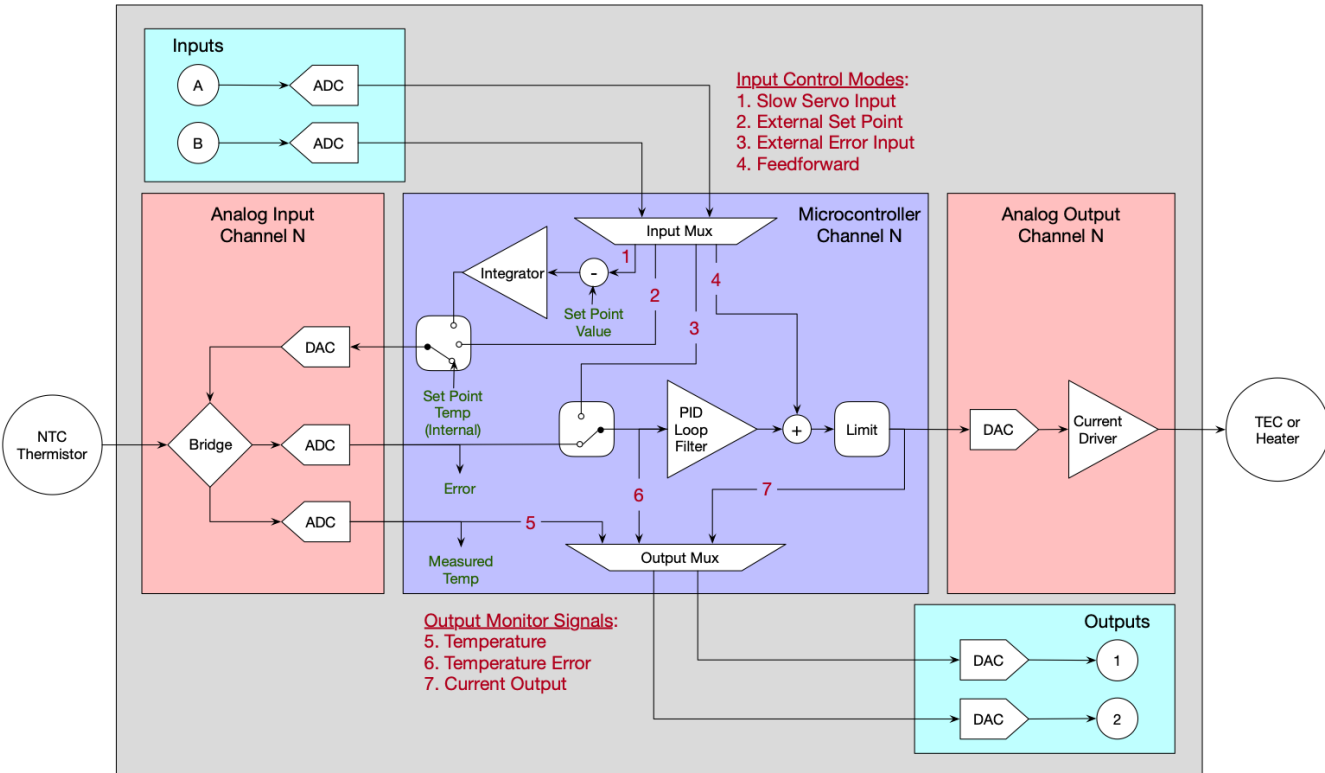 Inputs
A
ADC
B
ADC
Input Control Modes:
1. Slow Servo Input
2. External Set Point
3. External Error Input
4. Feedforward
Analog Input
Channel N
Microcontroller
Channel N
Analog Output
Channel N
Input Mux
1
2
3
4
Integrator
-
Set Point
Value
DAC
Set Point
Temp
(Internal)
NTC
Thermistor
Bridge
ADC
Error
PID
Loop
Filter
+
Limit
DAC
Current
Driver
TEC or
Heater
6
7
ADC
5
Measured
Temp
Output Mux
Output Monitor Signals:
5. Temperature
6. Temperature Error
7. Current Output
Outputs
DAC
1
DAC
2